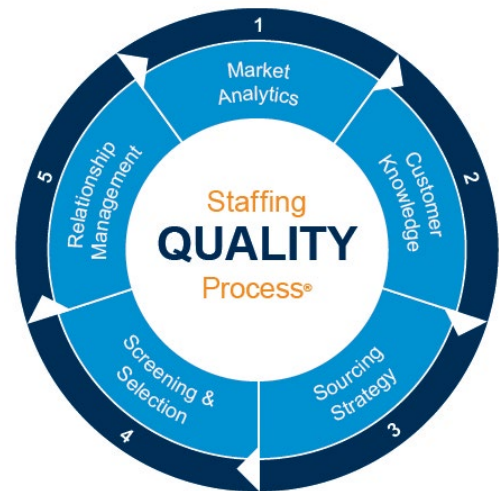 1
Market
Analytics
2
Customer
Knowledge
3
Sourcing
Strategy
4
Screening &
Selection
5
Relationship
Management
Staffing
QUALITY
Process®